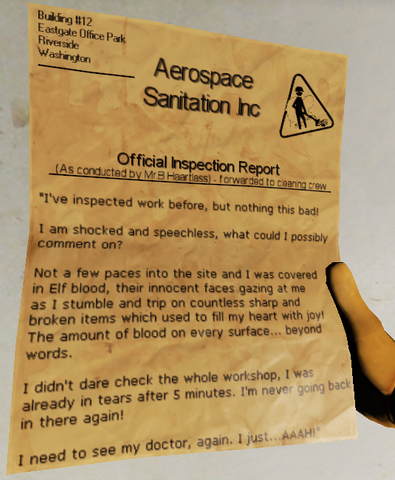 Building #12
Eastgate Office Park
Riverside
Washington
Aerospace
Sanitation Inc
Official Inspection Report
(As conducted by Mr.B Haartless) - forwarded to cleaning crew
"I've inspected work before, but nothing this bad!
I am shocked and speechless, what could I possibly
comment on?
Not a few paces into the site and I was covered
in Elf blood, their innocent faces gazing at me
as I stumble and trip on countless sharp and
broken items which used to fill my heart with joy!
The amount of blood on every surface... beyond
words.
I didn't dare check the whole workshop, I was
already in tears after 5 minutes. I'm never going back
in there again!
I need to see my doctor, again. I just...AAAH!"